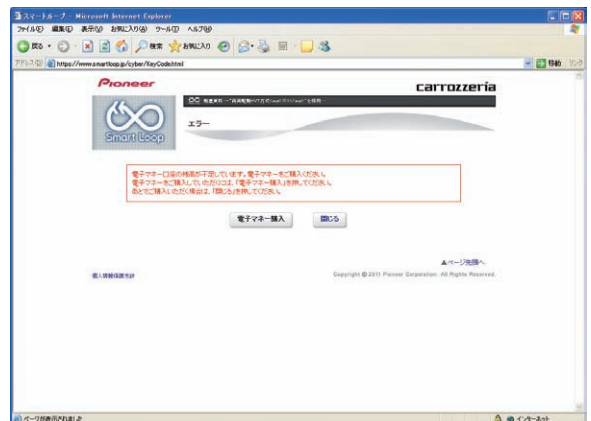 スマートループ - Microsoft Internet Explorer
ファイル(F) 編集(E) 表示(V) お気に入り(A) ツール(T) ヘルプ(H)
戻る 検索 お気に入り
アドレス(D) https://www.smartloop.jp/cyber/KeyCode.html 移動 リンク
Pioneer
carrozzeria
Smart Loop
エラー
電子マネー口座の残高が不足しています。電子マネーをご購入ください。
電子マネーをご購入していただくには、「電子マネー購入」を押してください。
あとでご購入いただく場合は、「閉じる」を押してください。
電子マネー購入 閉じる
▲ページ先頭へ
個人情報保護方針
Copyright © 2011 Pioneer Corporation. All Rights Reserved.
ページが表示されました
インターネット